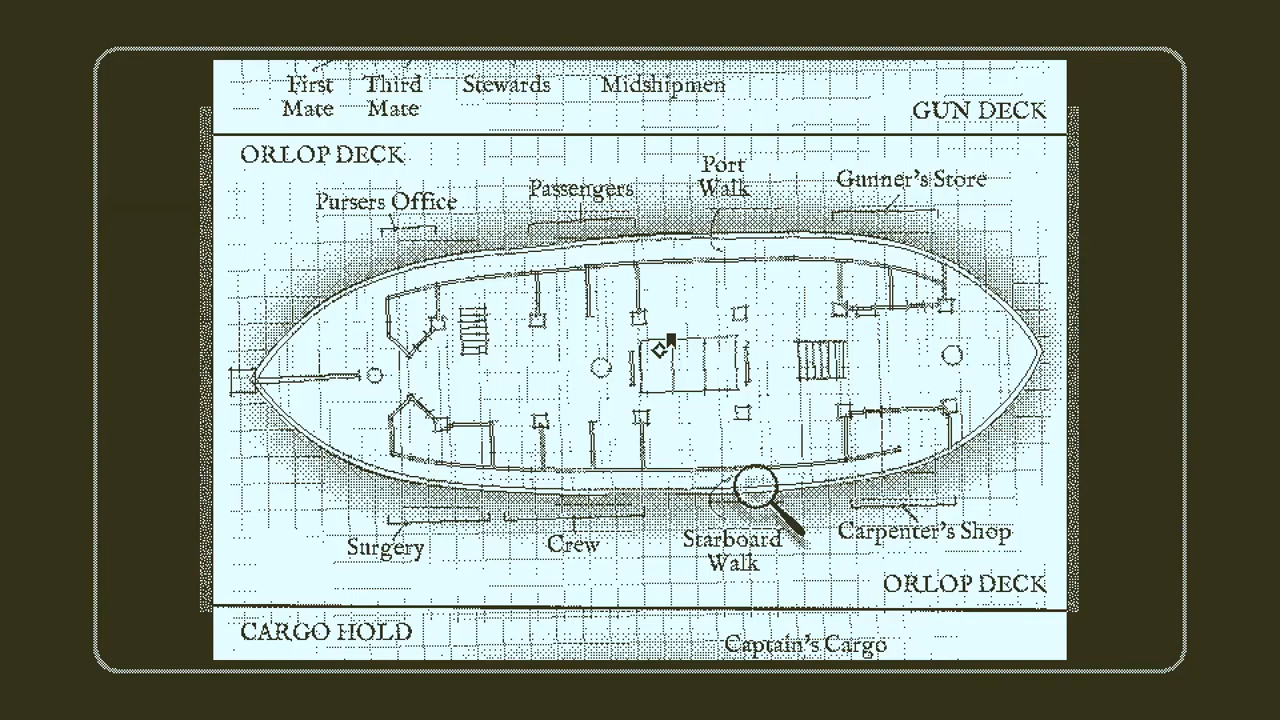 First Mate
Third Mate
Stewards
Midshipmen
GUN DECK
ORLOP DECK
Pursers Office
Passengers
Port
Walk
Gunner's Store
Surgery
Crew
Starboard
Walk
Carpenter's Shop
ORLOP DECK
CARGO HOLD
Captain's Cargo